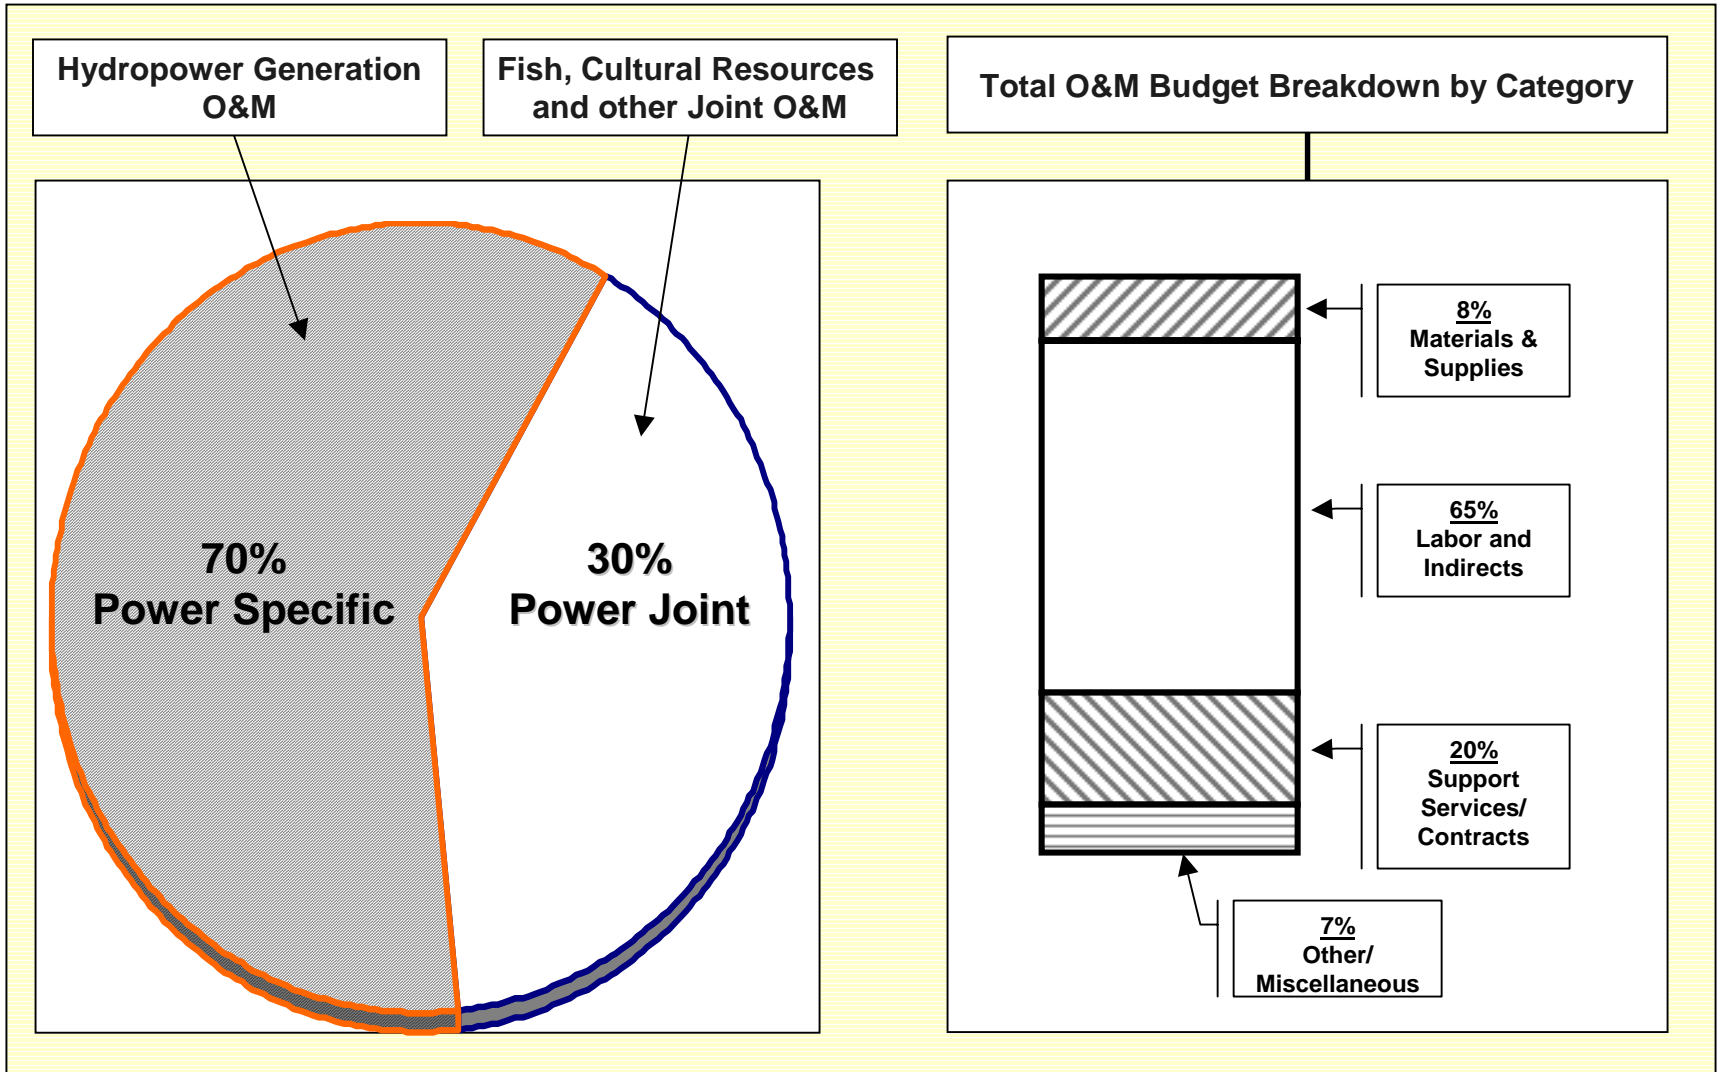 Hydropower Generation
O&M
Fish, Cultural Resources
and other Joint O&M
Total O&M Budget Breakdown by Category
70%
Power Specific
30%
Power Joint
8%
Materials &
Supplies
65%
Labor and
Indirects
20%
Support
Services/
Contracts
7%
Other/
Miscellaneous